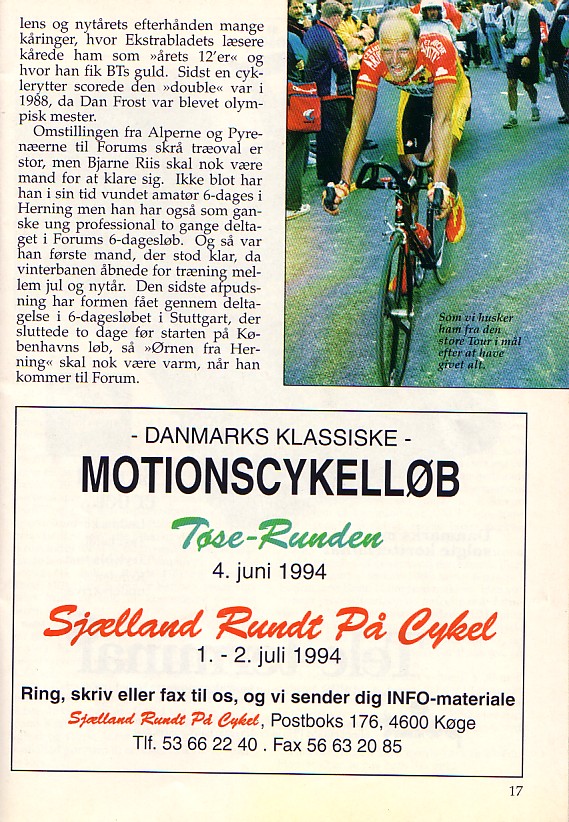 lens og nytårets efterhånden mange
kåringer, hvor Ekstrabladets læsere
kårede ham som »årets 12'er« og
hvor han fik BTs guld. Sidst en cyk-
lerytter scorede den »double« var i
1988, da Dan Frost var blevet olym-
pisk mester.
Omstillingen fra Alperne og Pyre-
næerne til Forums skrå træoval er
stor, men Bjarne Riis skal nok være
mand for at klare sig. Ikke blot har
han i sin tid vundet amatør 6-dages i
Herning men han har også som gan-
ske ung professional to gange delta-
get i Forums 6-dagesløb. Og så var
han første mand, der stod klar, da
vinterbanen åbnede for træning mel-
lem jul og nytår. Den sidste afpuds-
ning har formen fået gennem delta-
gelse i 6-dagesløbet i Stuttgart, der
sluttede to dage før starten på Kø-
benhavns løb, så »Ørnen fra Her-
ning« skal nok være varm, når han
kommer til Forum.
Som vi husker
ham fra den
store Tour i mål
efter at have
givet alt.
- DANMARKS KLASSISKE -
MOTIONSCYKELLØB
Tøse-Runden
4. juni 1994
Sjælland Rundt På Cykel
1. - 2. juli 1994
Ring, skriv eller fax til os, og vi sender dig INFO-materiale
Sjælland Rundt På Cykel, Postboks 176, 4600 Køge
Tlf. 53 66 22 40 . Fax 56 63 20 85
17